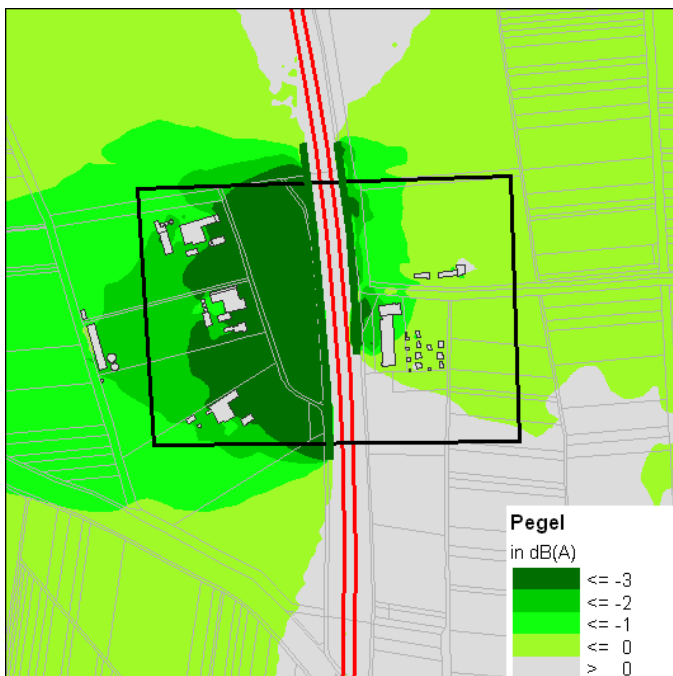 Pegel
in dB(A)
<= -3
<= -2
<= -1
<= 0
> 0